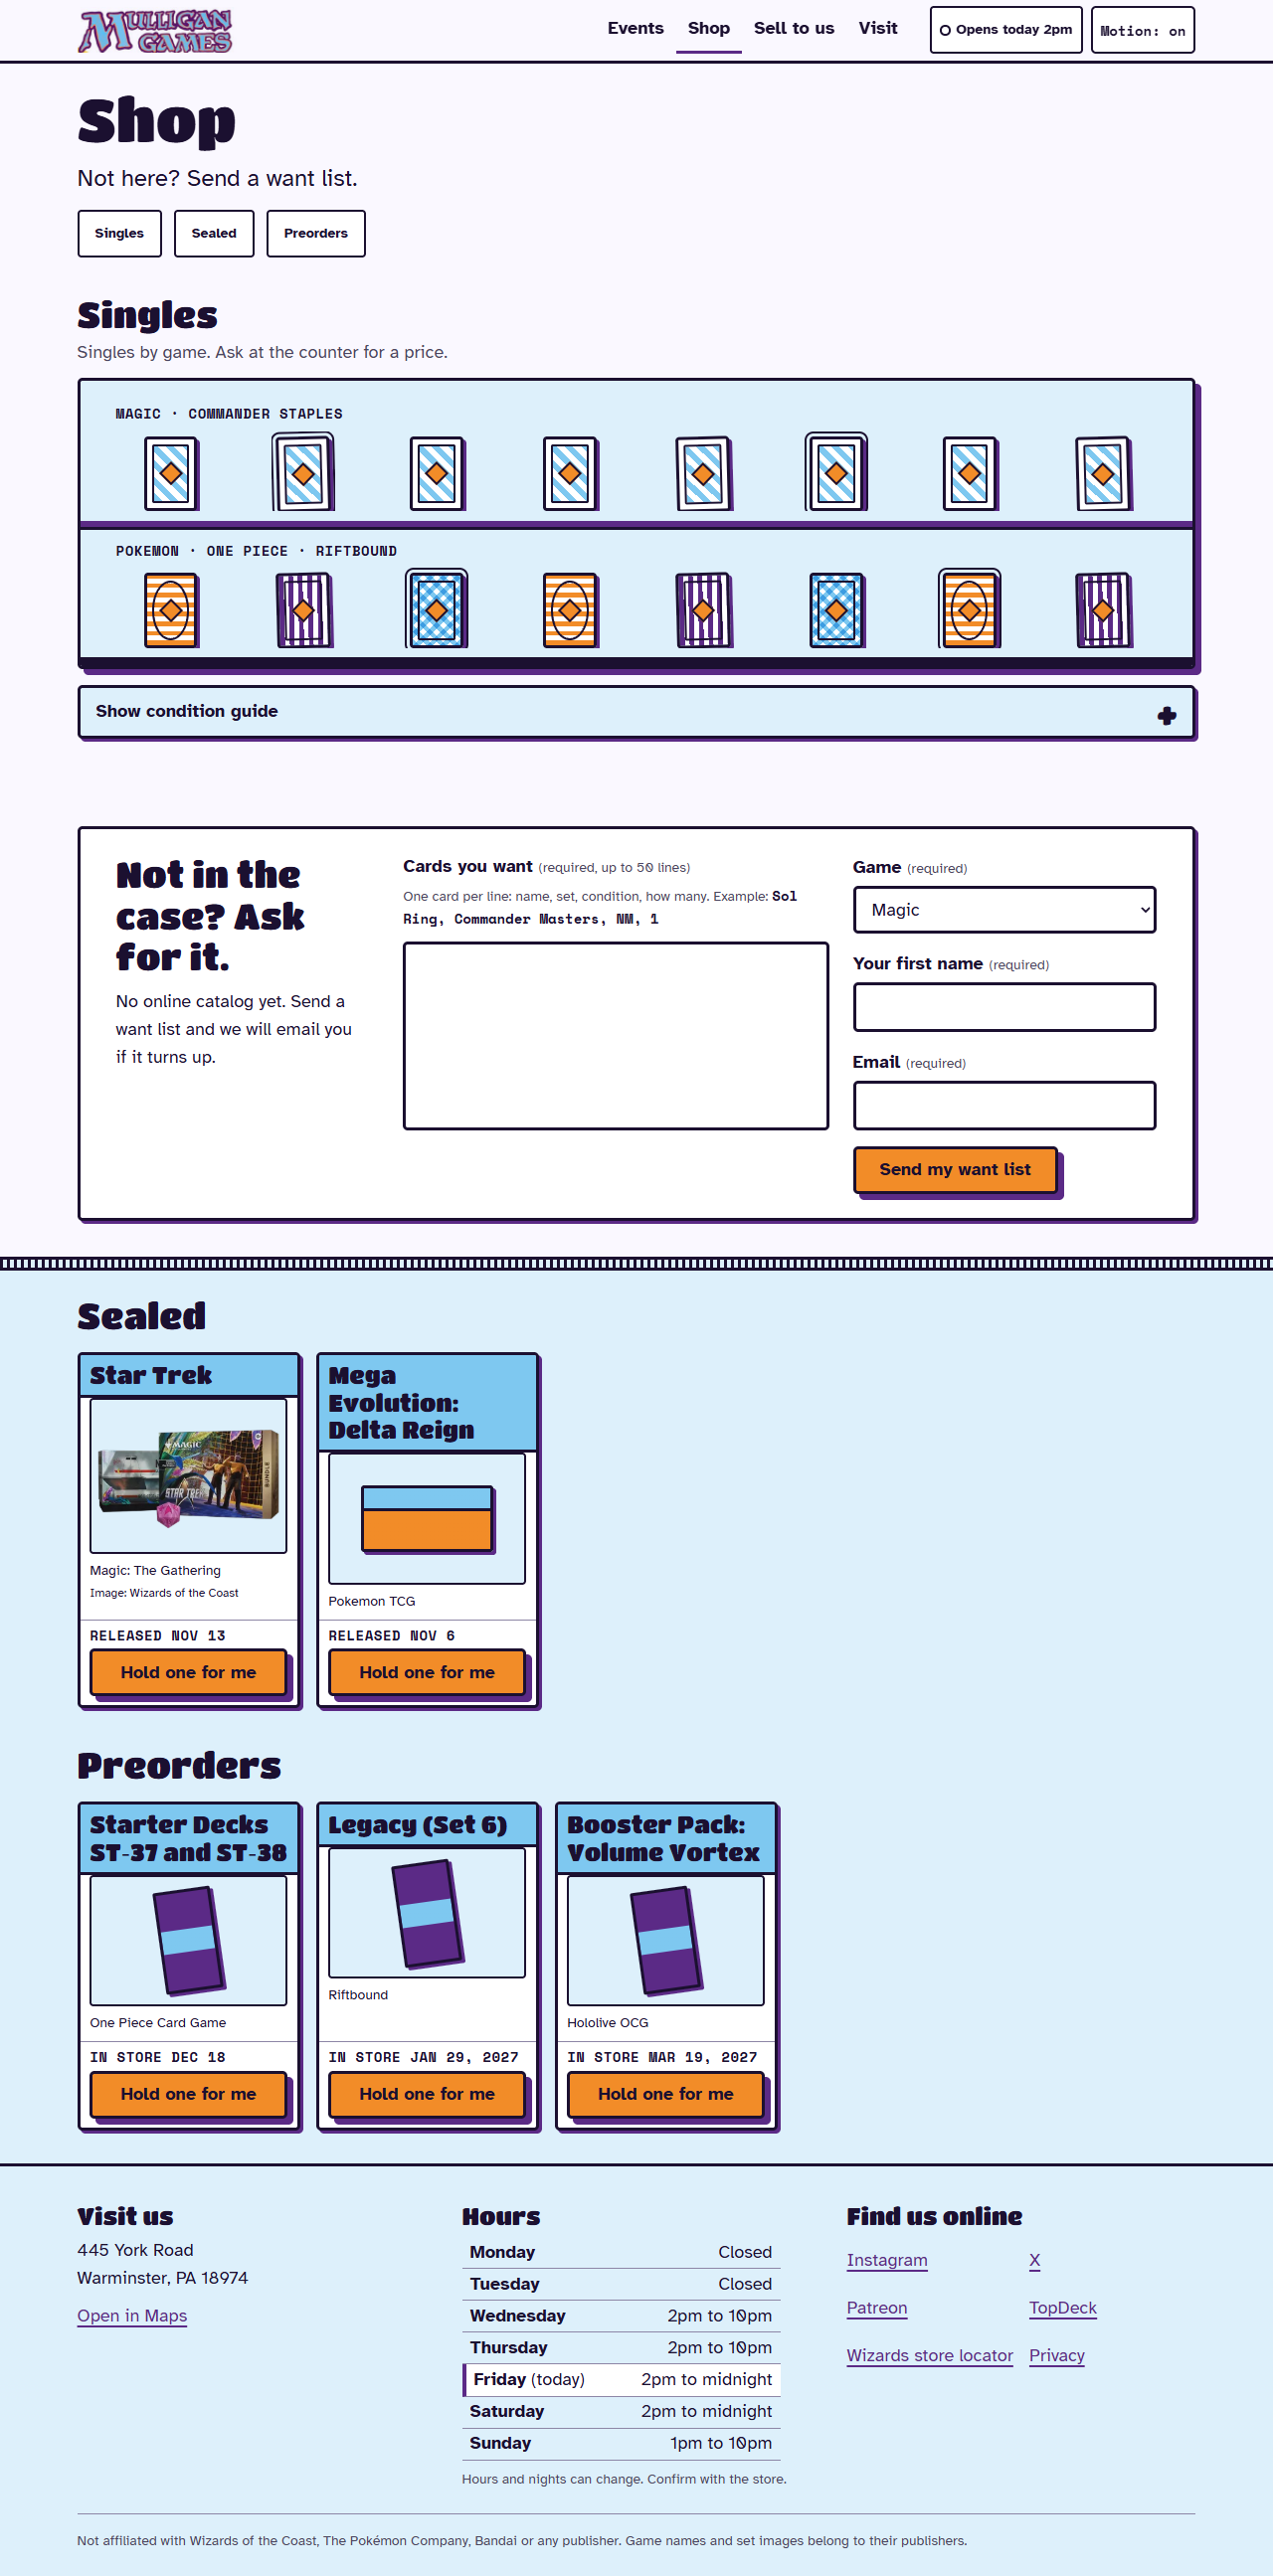 MULLIGAN GAMES
Events
Shop
Sell to us
Visit
Opens today 2pm
Motion: on
Shop
Not here? Send a want list.
Singles
Sealed
Preorders
Singles
Singles by game. Ask at the counter for a price.
MAGIC · COMMANDER STAPLES
POKEMON · ONE PIECE · RIFTBOUND
Show condition guide
Not in the
case? Ask
for it.
No online catalog yet. Send a
want list and we will email you
if it turns up.
Cards you want (required, up to 50 lines)
One card per line: name, set, condition, how many. Example: Sol
Ring, Commander Masters, NM, 1
Game (required)
Magic
Your first name (required)
Email (required)
Send my want list
Sealed
Star Trek
MAGIC
STAR TREK
BUNDLE
Magic: The Gathering
Image: Wizards of the Coast
RELEASED NOV 13
Hold one for me
Mega
Evolution:
Delta Reign
Pokemon TCG
RELEASED NOV 6
Hold one for me
Preorders
Starter Decks
ST-37 and ST-38
One Piece Card Game
IN STORE DEC 18
Hold one for me
Legacy (Set 6)
Riftbound
IN STORE JAN 29, 2027
Hold one for me
Booster Pack:
Volume Vortex
Hololive OCG
IN STORE MAR 19, 2027
Hold one for me
Visit us
445 York Road
Warminster, PA 18974
Open in Maps
Hours
Monday Closed
Tuesday Closed
Wednesday 2pm to 10pm
Thursday 2pm to 10pm
Friday (today) 2pm to midnight
Saturday 2pm to midnight
Sunday 1pm to 10pm
Hours and nights can change. Confirm with the store.
Find us online
Instagram
X
Patreon
TopDeck
Wizards store locator
Privacy
Not affiliated with Wizards of the Coast, The Pokémon Company, Bandai or any publisher. Game names and set images belong to their publishers.